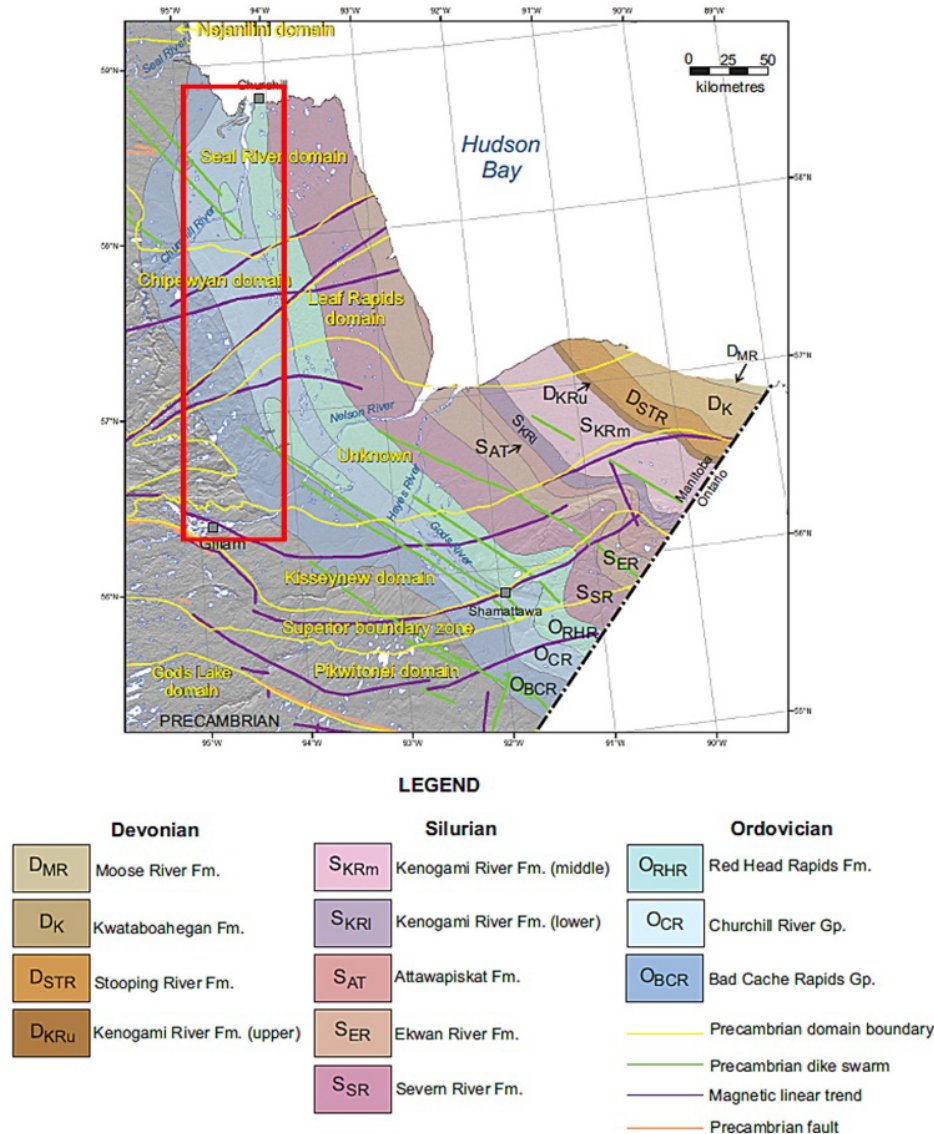 95°W 94°W 93°W 92°W 91°W 90°W
Nejanilini domain
Seal River
59°N
Churchill
0 25 50
kilometres
Hudson
Bay
Seal River domain
58°N
Churchill River
58°N
Chipewyan domain
Leaf Rapids
domain
57°N
DMR
DKRu
DSTR
DK
SKRl
SKRm
SAT
57°N
Nelson River
Unknown
Hayes River
Manitoba
Ontario
Gods River
56°N
Gillam
SER
Kisseynew domain
SSR
Shamattawa
56°N
Superior boundary zone
ORHR
OCR
Pikwitonei domain
Gods Lake
domain
OBCR
55°N
PRECAMBRIAN
95°W 94°W 93°W 92°W 91°W 90°W
LEGEND
Devonian
DMR Moose River Fm.
DK Kwataboahegan Fm.
DSTR Stooping River Fm.
DKRu Kenogami River Fm. (upper)
Silurian
SKRm Kenogami River Fm. (middle)
SKRl Kenogami River Fm. (lower)
SAT Attawapiskat Fm.
SER Ekwan River Fm.
SSR Severn River Fm.
Ordovician
ORHR Red Head Rapids Fm.
OCR Churchill River Gp.
OBCR Bad Cache Rapids Gp.
Precambrian domain boundary
Precambrian dike swarm
Magnetic linear trend
Precambrian fault